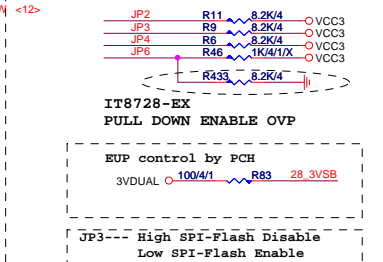 <12>
JP2 R11 8.2K/4 VCC3
JP3 R9 8.2K/4 VCC3
JP4 R6 8.2K/4 VCC3
JP6 R46 1K/4/1/X VCC3
R433 8.2K/4
IT8728-EX
PULL DOWN ENABLE OVP
EUP control by PCH
3VDUAL 100/4/1 R83 28_3VSB
JP3--- High SPI-Flash Disable
Low SPI-Flash Enable